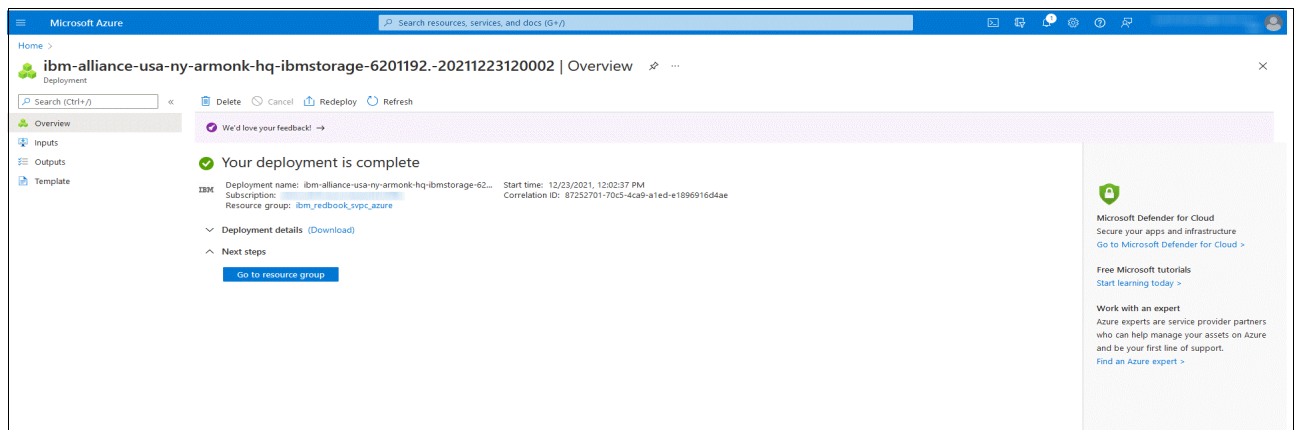 Microsoft Azure
Search resources, services, and docs (G+/)
1
Home >
ibm-alliance-usa-ny-armonk-hq-ibmstorage-6201192.-20211223120002 | Overview
Deployment
Search (Ctrl+/)
«
Delete
Cancel
Redeploy
Refresh
Overview
Inputs
Outputs
Template
We'd love your feedback! →
Your deployment is complete
IBM
Deployment name: ibm-alliance-usa-ny-armonk-hq-ibmstorage-62... Start time: 12/23/2021, 12:02:37 PM
Subscription: Correlation ID: 87252701-70c5-4ca9-a1ed-e1896916d4ae
Resource group: ibm_redbook_svpc_azure
Deployment details (Download)
Next steps
Go to resource group
Microsoft Defender for Cloud
Secure your apps and infrastructure
Go to Microsoft Defender for Cloud >
Free Microsoft tutorials
Start learning today >
Work with an expert
Azure experts are service provider partners
who can help manage your assets on Azure
and be your first line of support.
Find an Azure expert >